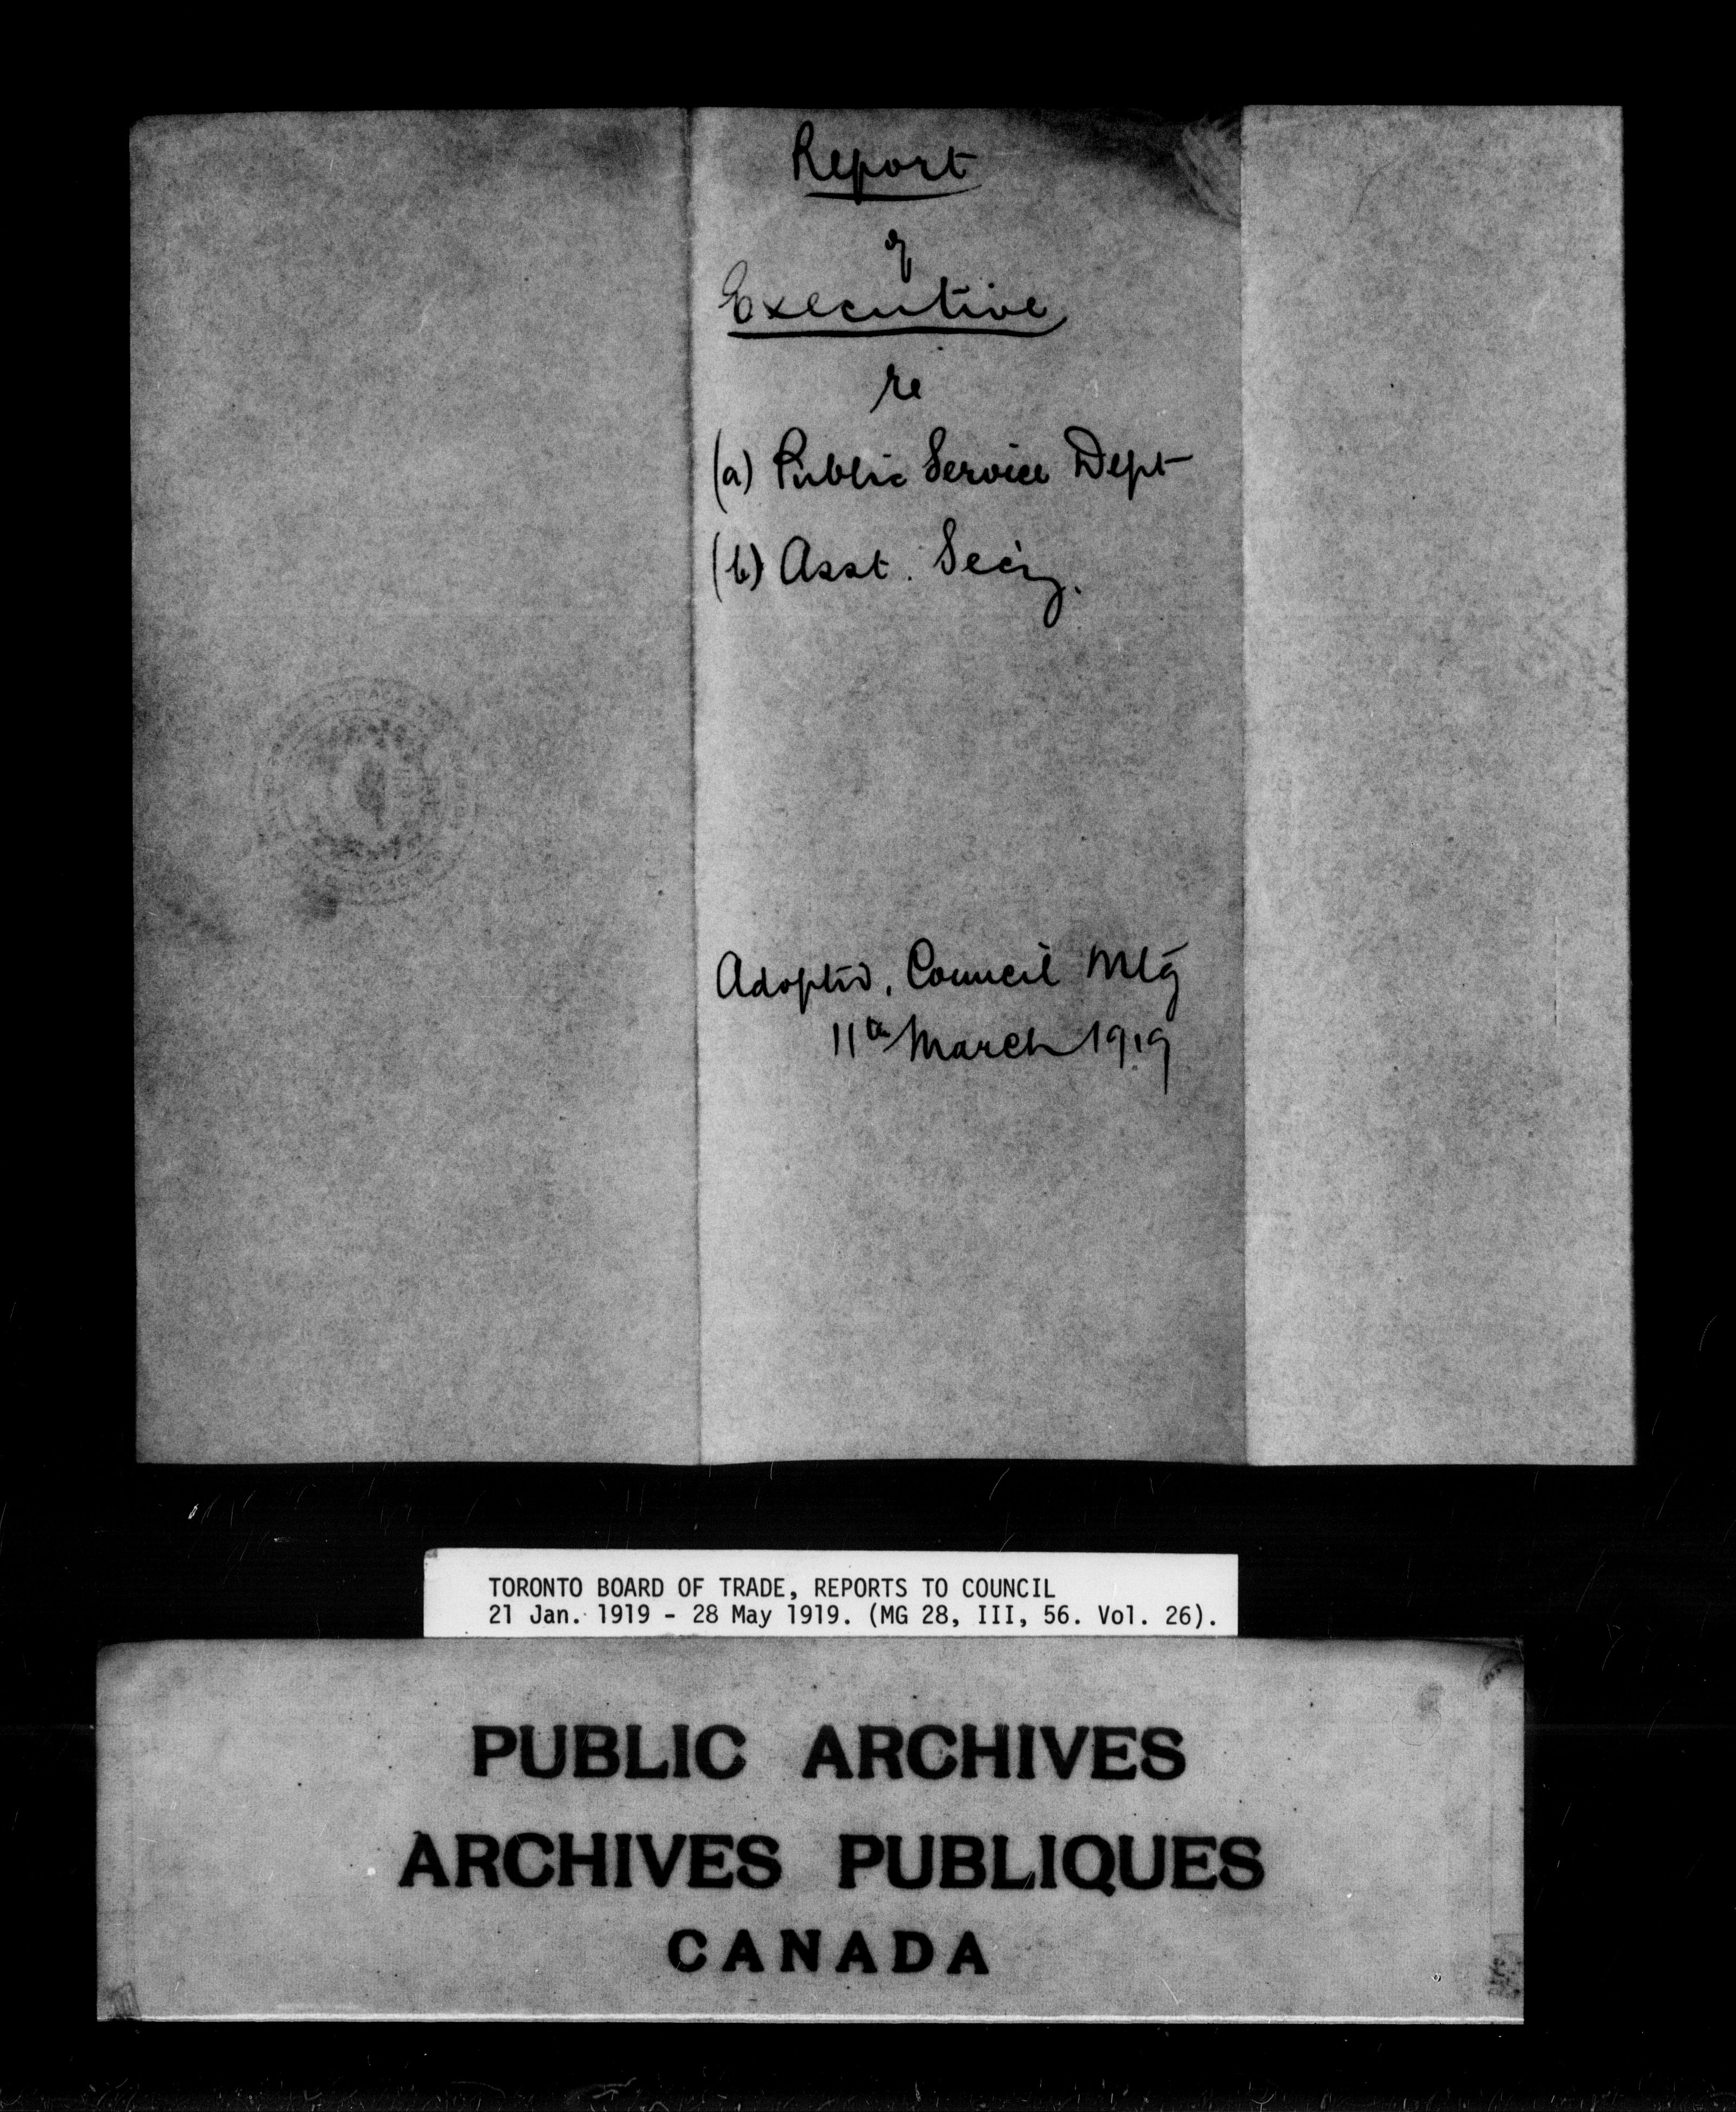 Report
of
Executive
re
(a) Public Service Dept
(b) Asst. Sec'y.
Adopted, Council Mtg
11th March 1919
TORONTO BOARD OF TRADE, REPORTS TO COUNCIL
21 Jan. 1919 - 28 May 1919. (MG 28, III, 56. Vol. 26).
PUBLIC ARCHIVES
ARCHIVES PUBLIQUES
CANADA